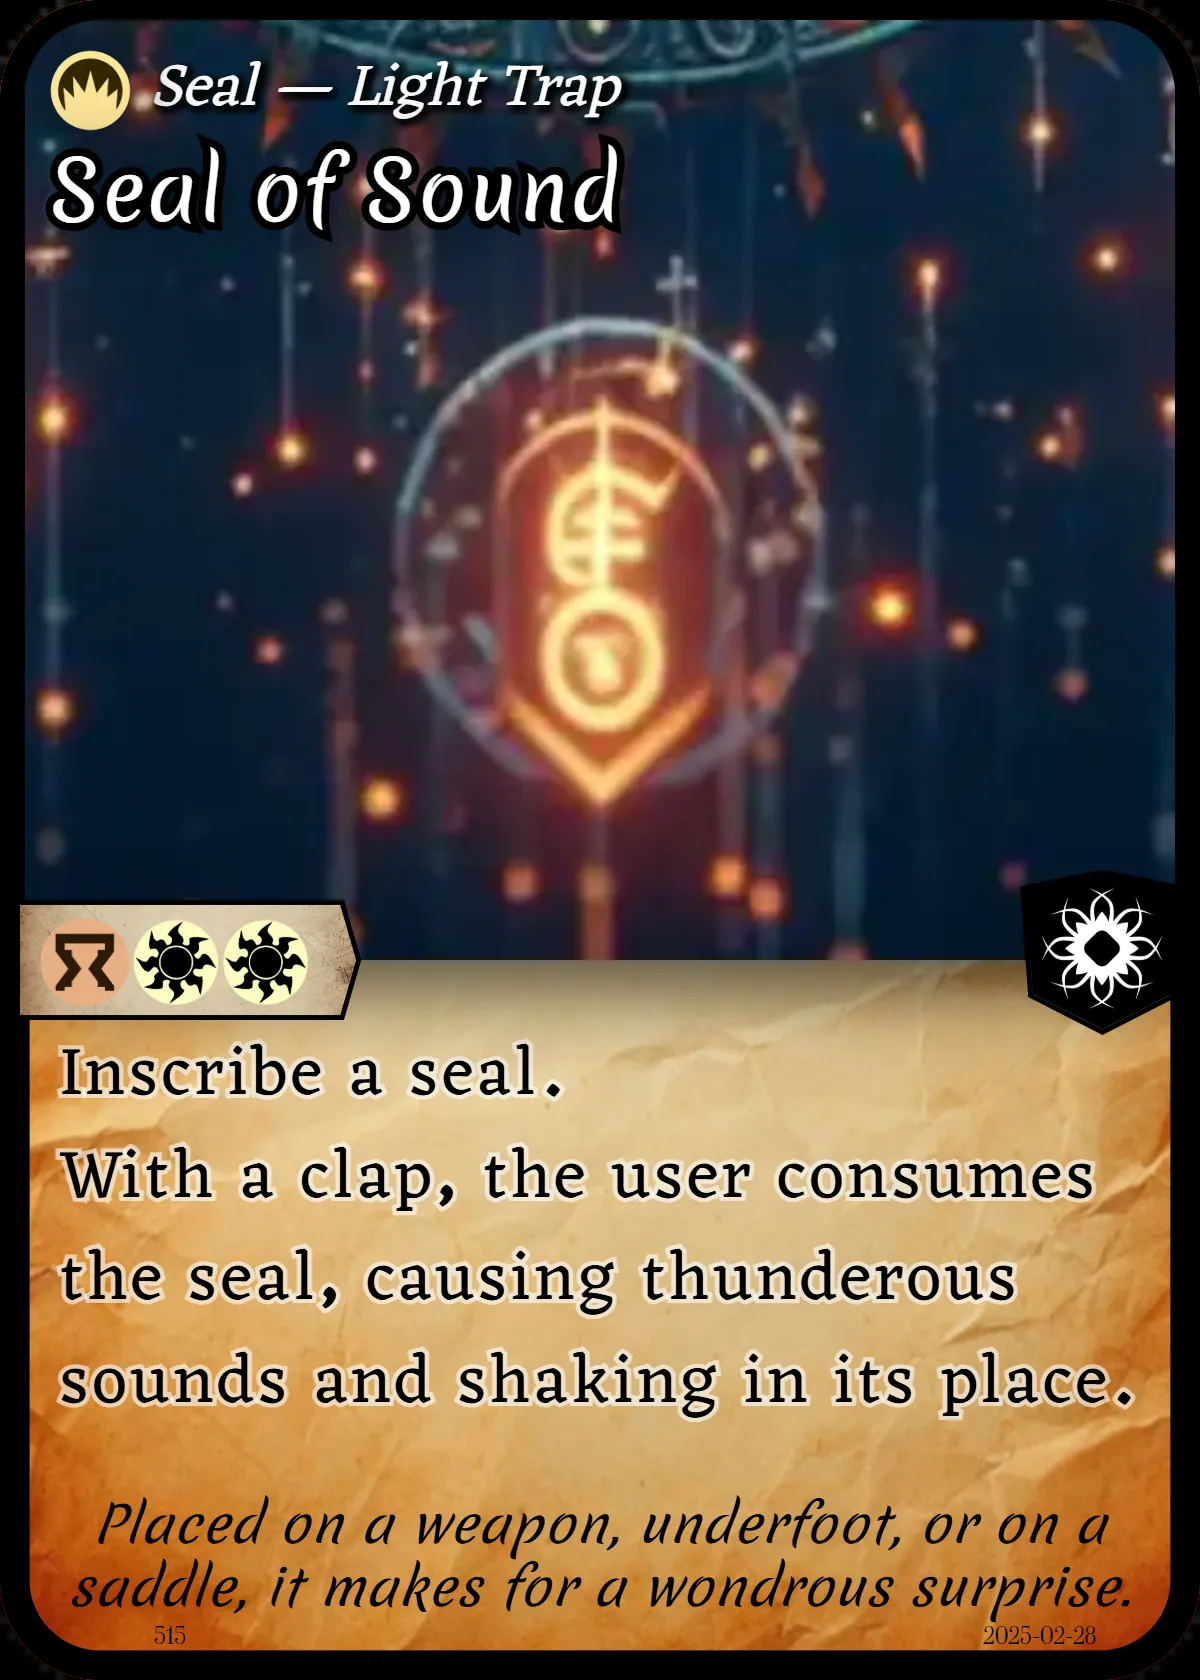 Seal — Light Trap
Seal of Sound
Inscribe a seal.
With a clap, the user consumes
the seal, causing thunderous
sounds and shaking in its place.
Placed on a weapon, underfoot, or on a
saddle, it makes for a wondrous surprise.
515
2025-02-28